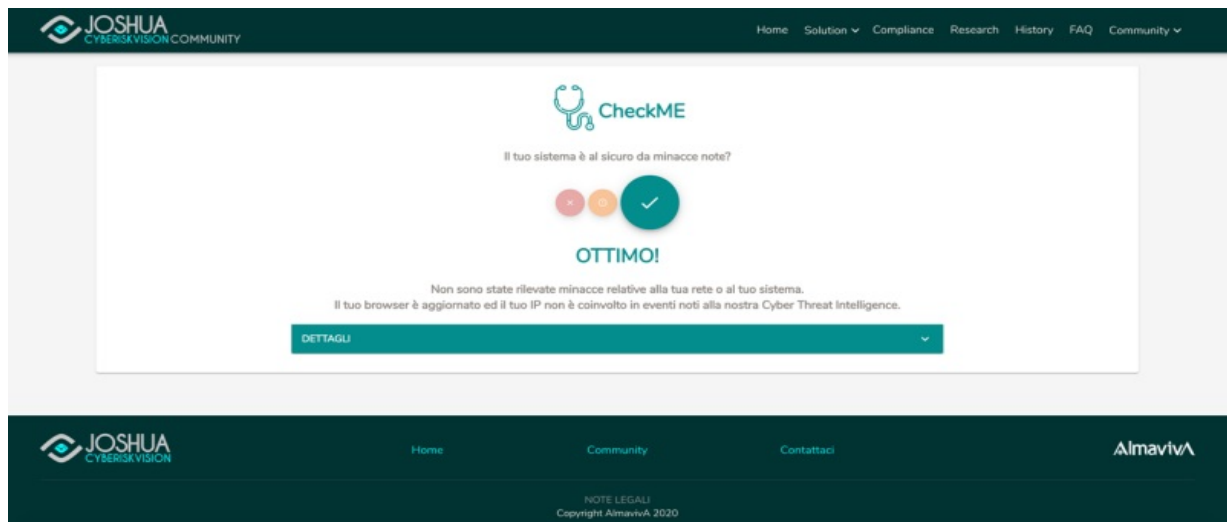 JOSHUA
CYBERISKVISION COMMUNITY
Home Solution Compliance Research History FAQ Community
CheckME
Il tuo sistema è al sicuro da minacce note?
OTTIMO!
Non sono state rilevate minacce relative alla tua rete o al tuo sistema.
Il tuo browser è aggiornato ed il tuo IP non è coinvolto in eventi noti alla nostra Cyber Threat Intelligence.
DETTAGLI
JOSHUA
CYBERISKVISION
Home Community Contattaci
AlmavivA
NOTE LEGALI
Copyright AlmavivA 2020